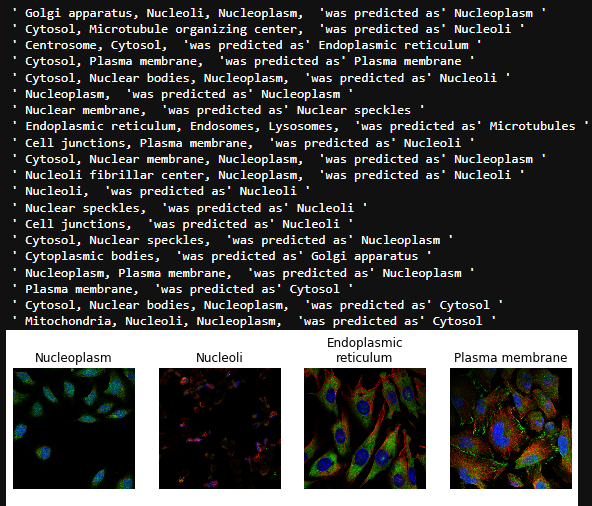 ' Golgi apparatus, Nucleoli, Nucleoplasm,  'was predicted as' Nucleoplasm '
' Cytosol, Microtubule organizing center,  'was predicted as' Nucleoli '
' Centrosome, Cytosol,  'was predicted as' Endoplasmic reticulum '
' Cytosol, Plasma membrane,  'was predicted as' Plasma membrane '
' Cytosol, Nuclear bodies, Nucleoplasm,  'was predicted as' Nucleoli '
' Nucleoplasm,  'was predicted as' Nucleoplasm '
' Nuclear membrane,  'was predicted as' Nuclear speckles '
' Endoplasmic reticulum, Endosomes, Lysosomes,  'was predicted as' Microtubules '
' Cell junctions, Plasma membrane,  'was predicted as' Nucleoli '
' Cytosol, Nuclear membrane, Nucleoplasm,  'was predicted as' Nucleoplasm '
' Nucleoli fibrillar center, Nucleoplasm,  'was predicted as' Nucleoli '
' Nucleoli,  'was predicted as' Nucleoli '
' Nuclear speckles,  'was predicted as' Nucleoli '
' Cell junctions,  'was predicted as' Nucleoli '
' Cytosol, Nuclear speckles,  'was predicted as' Nucleoplasm '
' Cytoplasmic bodies,  'was predicted as' Golgi apparatus '
' Nucleoplasm, Plasma membrane,  'was predicted as' Nucleoplasm '
' Plasma membrane,  'was predicted as' Cytosol '
' Cytosol, Nuclear bodies, Nucleoplasm,  'was predicted as' Cytosol '
' Mitochondria, Nucleoli, Nucleoplasm,  'was predicted as' Cytosol '
Nucleoplasm
Nucleoli
Endoplasmic
reticulum
Plasma membrane